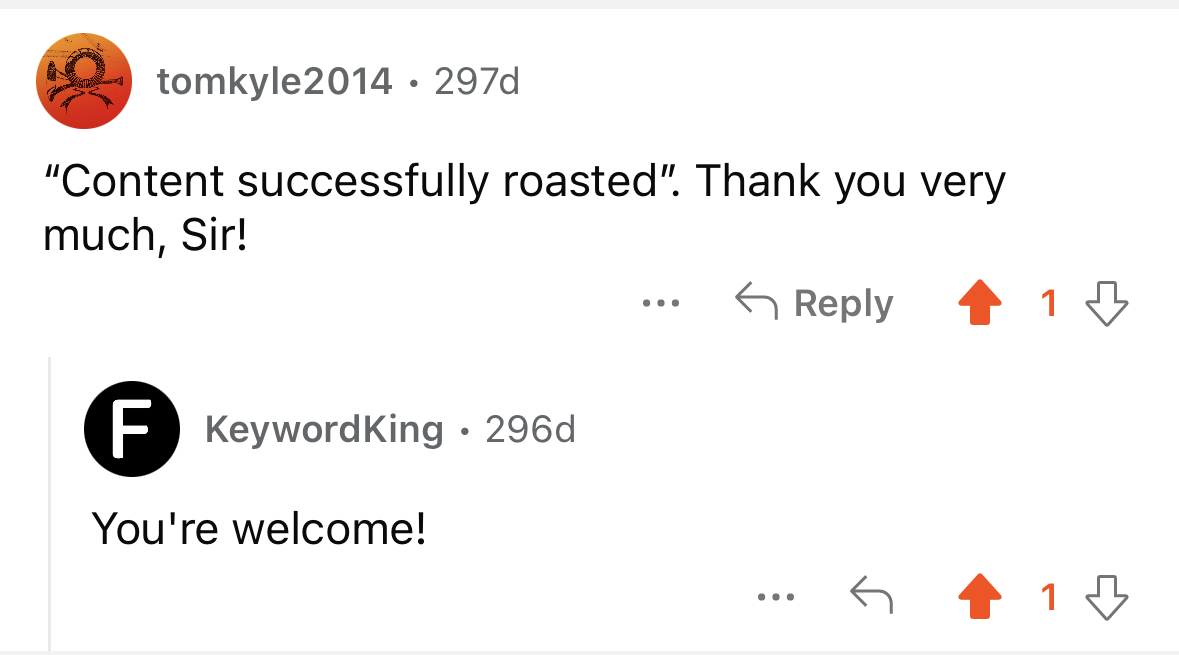 tomkyle2014 · 297d
“Content successfully roasted”. Thank you very
much, Sir!
... Reply 1
F
KeywordKing · 296d
You're welcome!
... 1